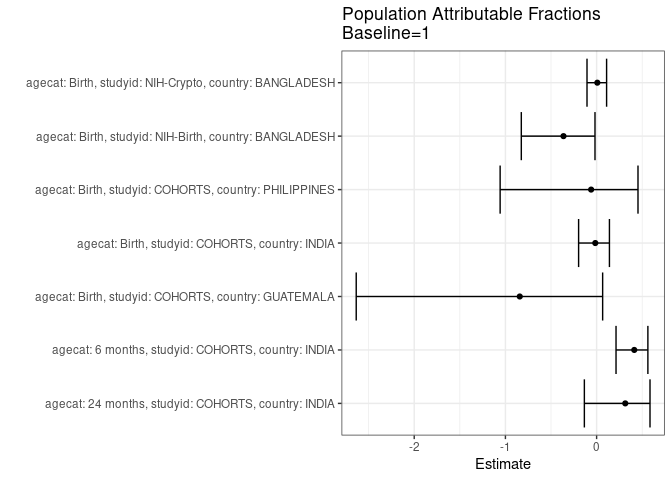 Population Attributable Fractions
Baseline=1
agecat: Birth, studyid: NIH-Crypto, country: BANGLADESH
agecat: Birth, studyid: NIH-Birth, country: BANGLADESH
agecat: Birth, studyid: COHORTS, country: PHILIPPINES
agecat: Birth, studyid: COHORTS, country: INDIA
agecat: Birth, studyid: COHORTS, country: GUATEMALA
agecat: 6 months, studyid: COHORTS, country: INDIA
agecat: 24 months, studyid: COHORTS, country: INDIA
-2 -1 0
Estimate